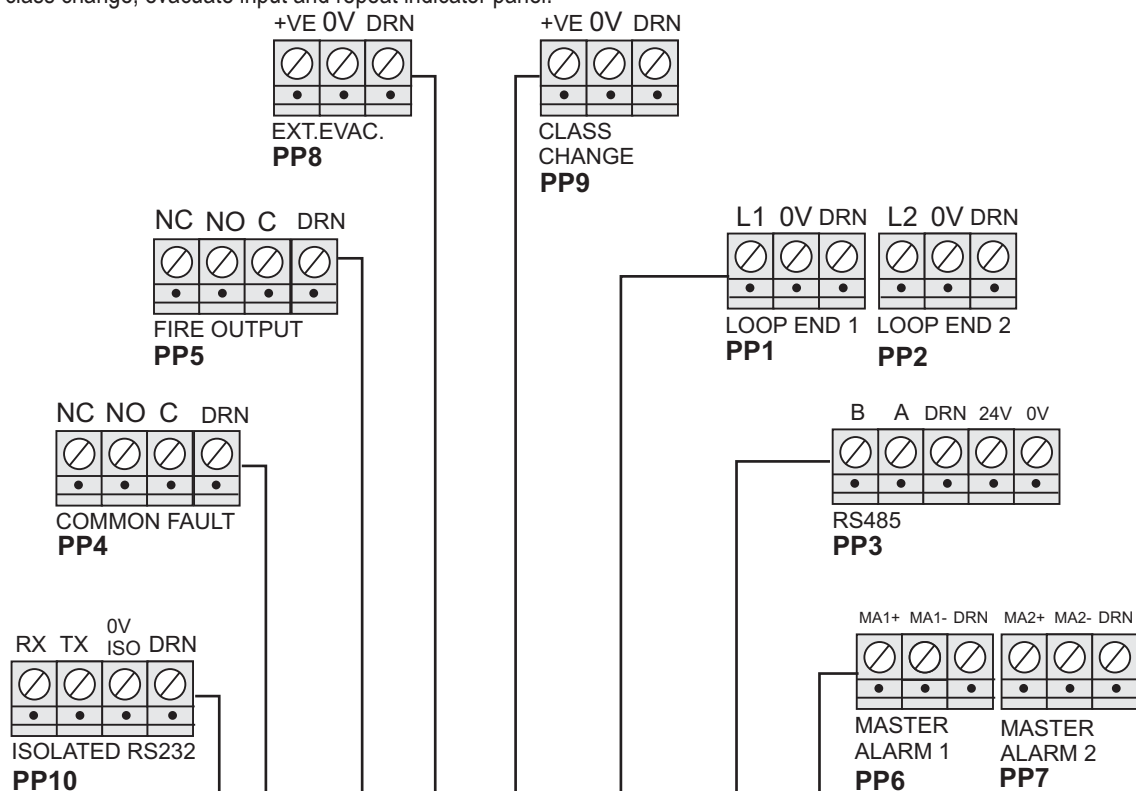 class change, evacuate input and repeat indicator panel.
+VE 0V DRN
EXT.EVAC.
PP8
+VE 0V DRN
CLASS
CHANGE
PP9
NC NO C DRN
FIRE OUTPUT
PP5
L1 0V DRN
LOOP END 1
PP1
L2 0V DRN
LOOP END 2
PP2
NC NO C DRN
COMMON FAULT
PP4
B A DRN 24V 0V
RS485
PP3
RX TX 0V ISO DRN
ISOLATED RS232
PP10
MA1+ MA1- DRN
MASTER
ALARM 1
PP6
MA2+ MA2- DRN
MASTER
ALARM 2
PP7